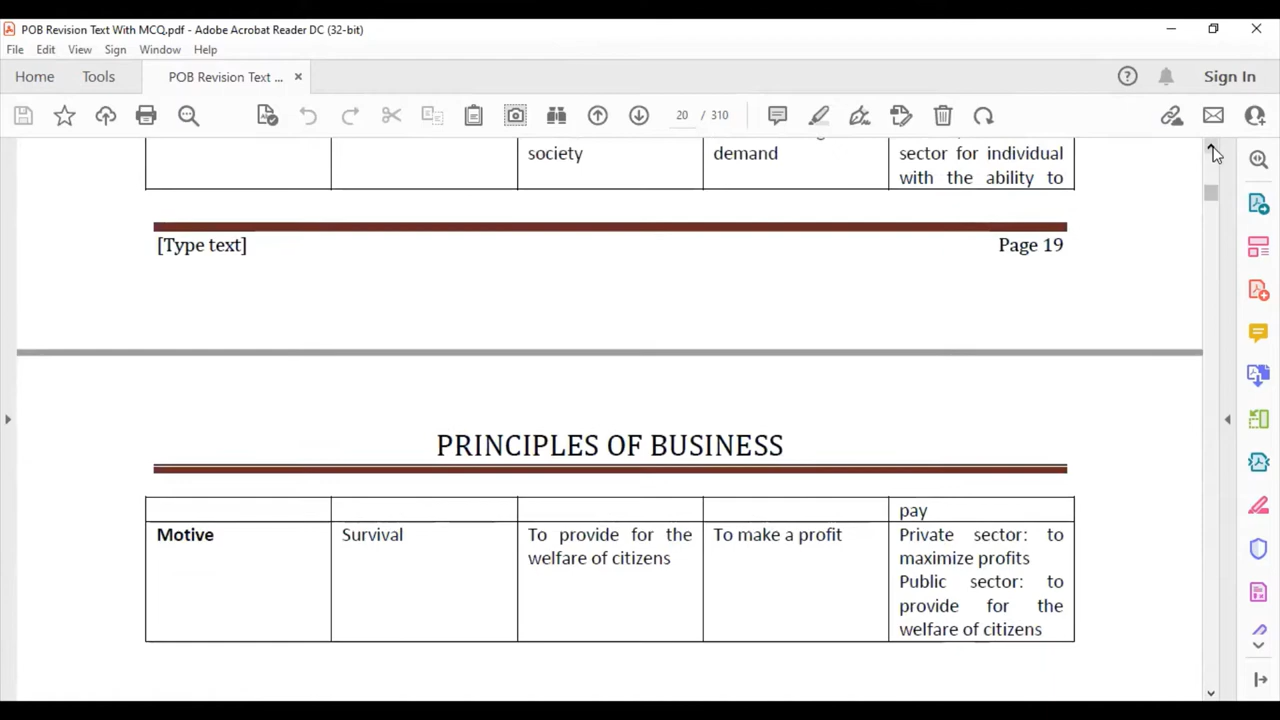 POB Revision Text With MCQ.pdf - Adobe Acrobat Reader DC (32-bit)
File Edit View Sign Window Help
Home Tools POB Revision Text ... × Sign In
20 / 310
society demand sector for individual
with the ability to
[Type text] Page 19
PRINCIPLES OF BUSINESS
pay
Motive Survival To provide for the To make a profit Private sector: to
welfare of citizens maximize profits
Public sector: to
provide for the
welfare of citizens